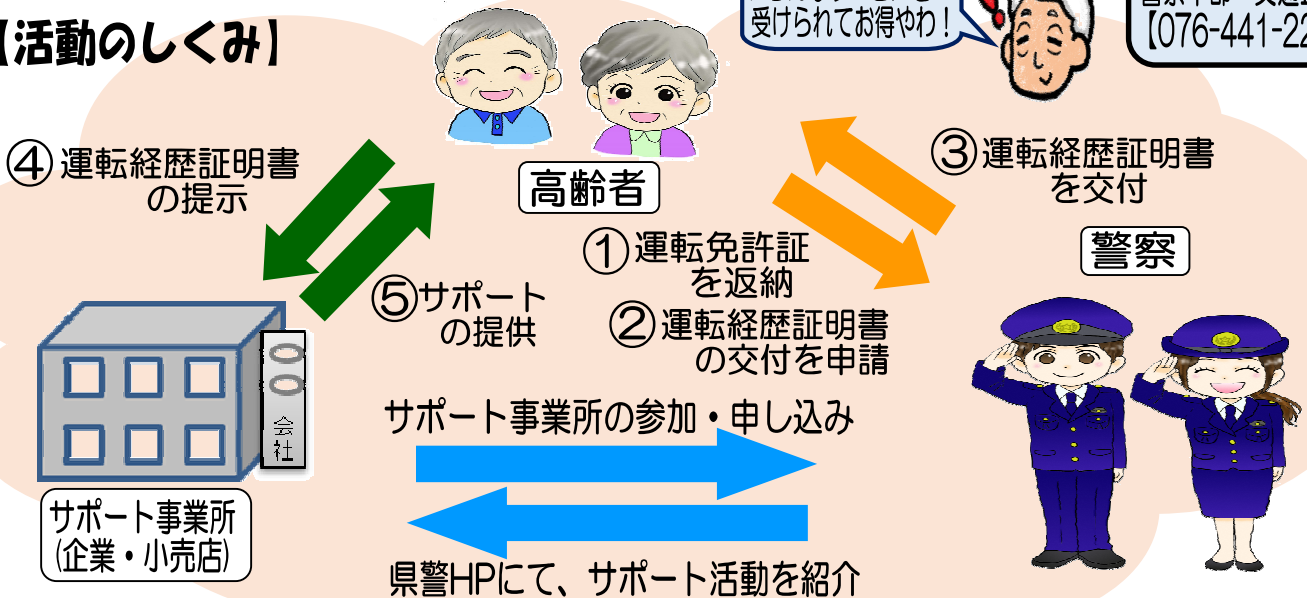 【活動のしくみ】
受けられてお得やわ！
【076-441-22
④運転経歴証明書
の提示
高齢者
③運転経歴証明書
を交付
警察
①運転免許証
を返納
②運転経歴証明書
の交付を申請
⑤サポート
の提供
会社
サポート事業所の参加・申し込み
サポート事業所
(企業・小売店)
県警HPにて、サポート活動を紹介